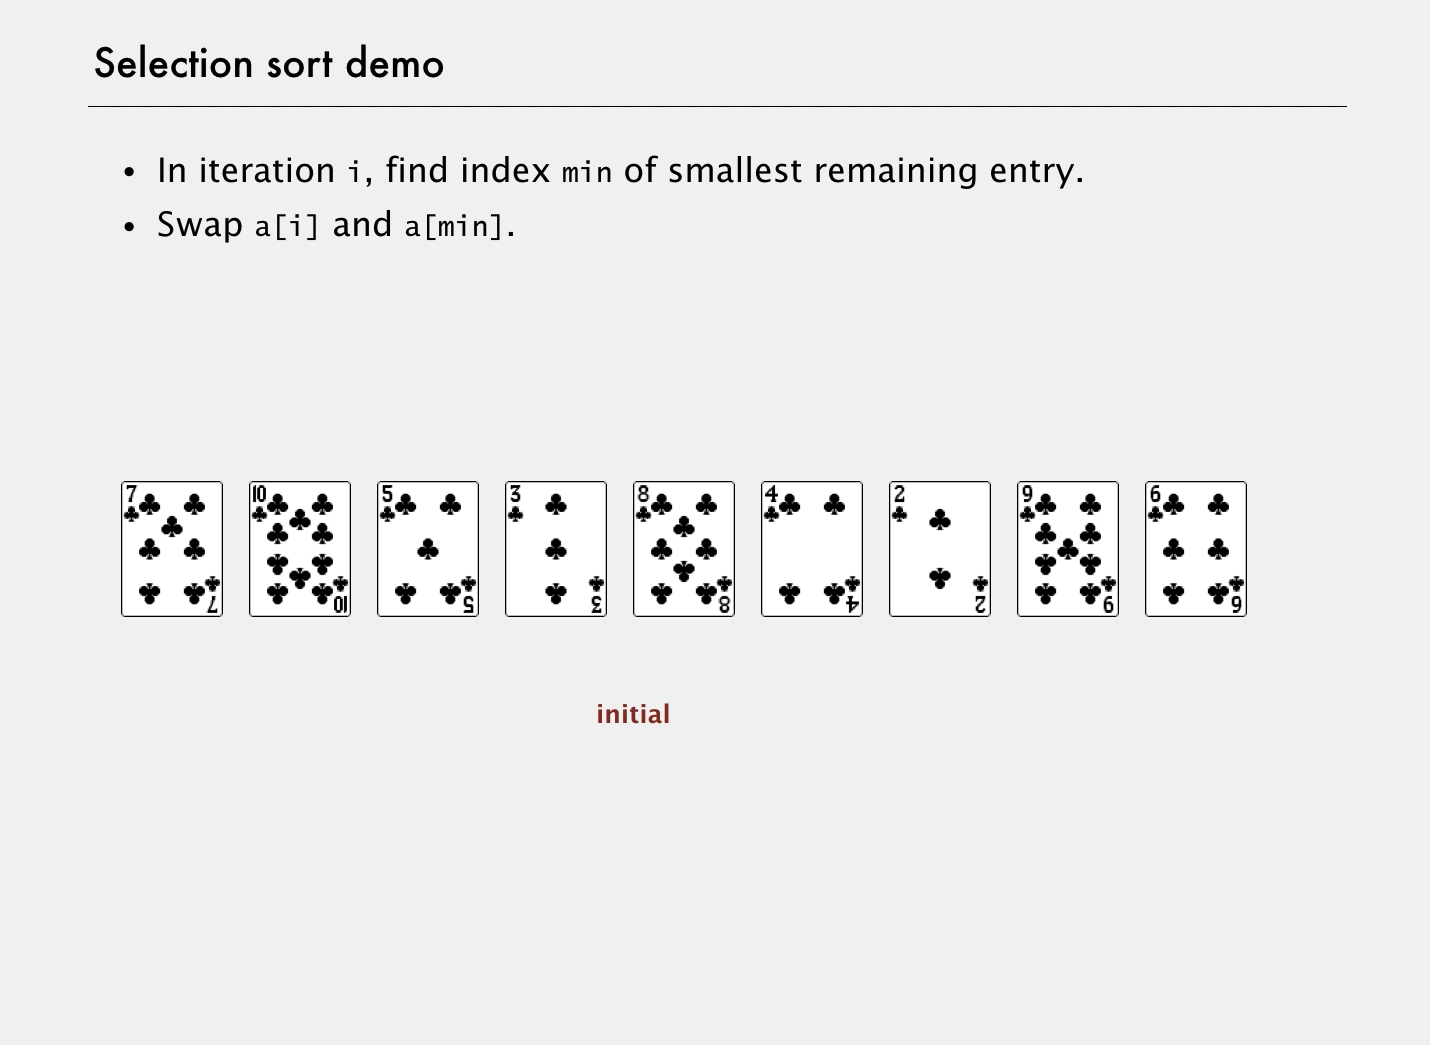 Selection sort demo
• In iteration i, find index min of smallest remaining entry.
• Swap a[i] and a[min].
7 10 5 3 8 4 2 9 6
7 10 5 3 8 4 2 9 6
initial